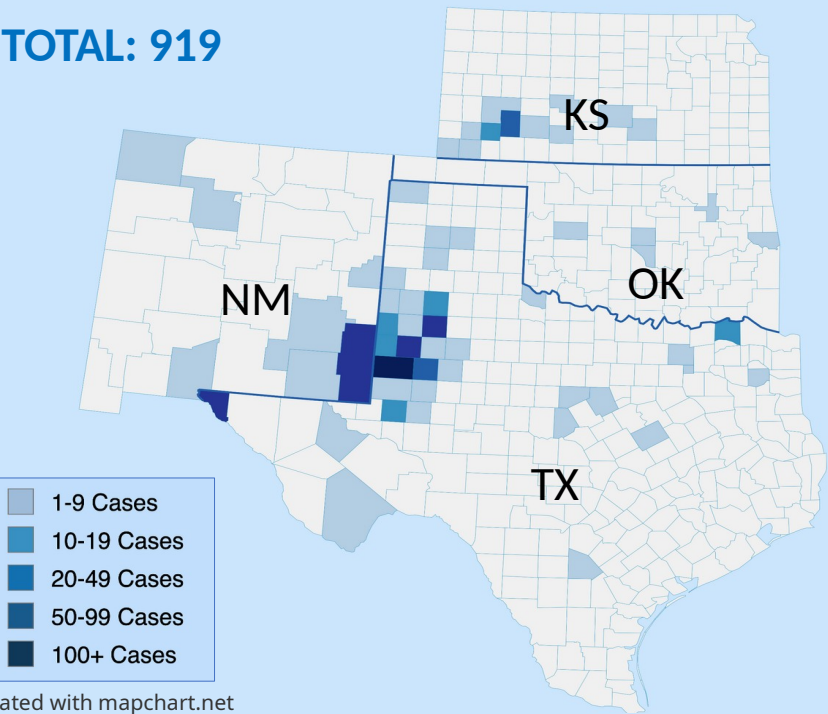 TOTAL: 919
KS
OK
NM
TX
1-9 Cases
10-19 Cases
20-49 Cases
50-99 Cases
100+ Cases
ated with mapchart.net